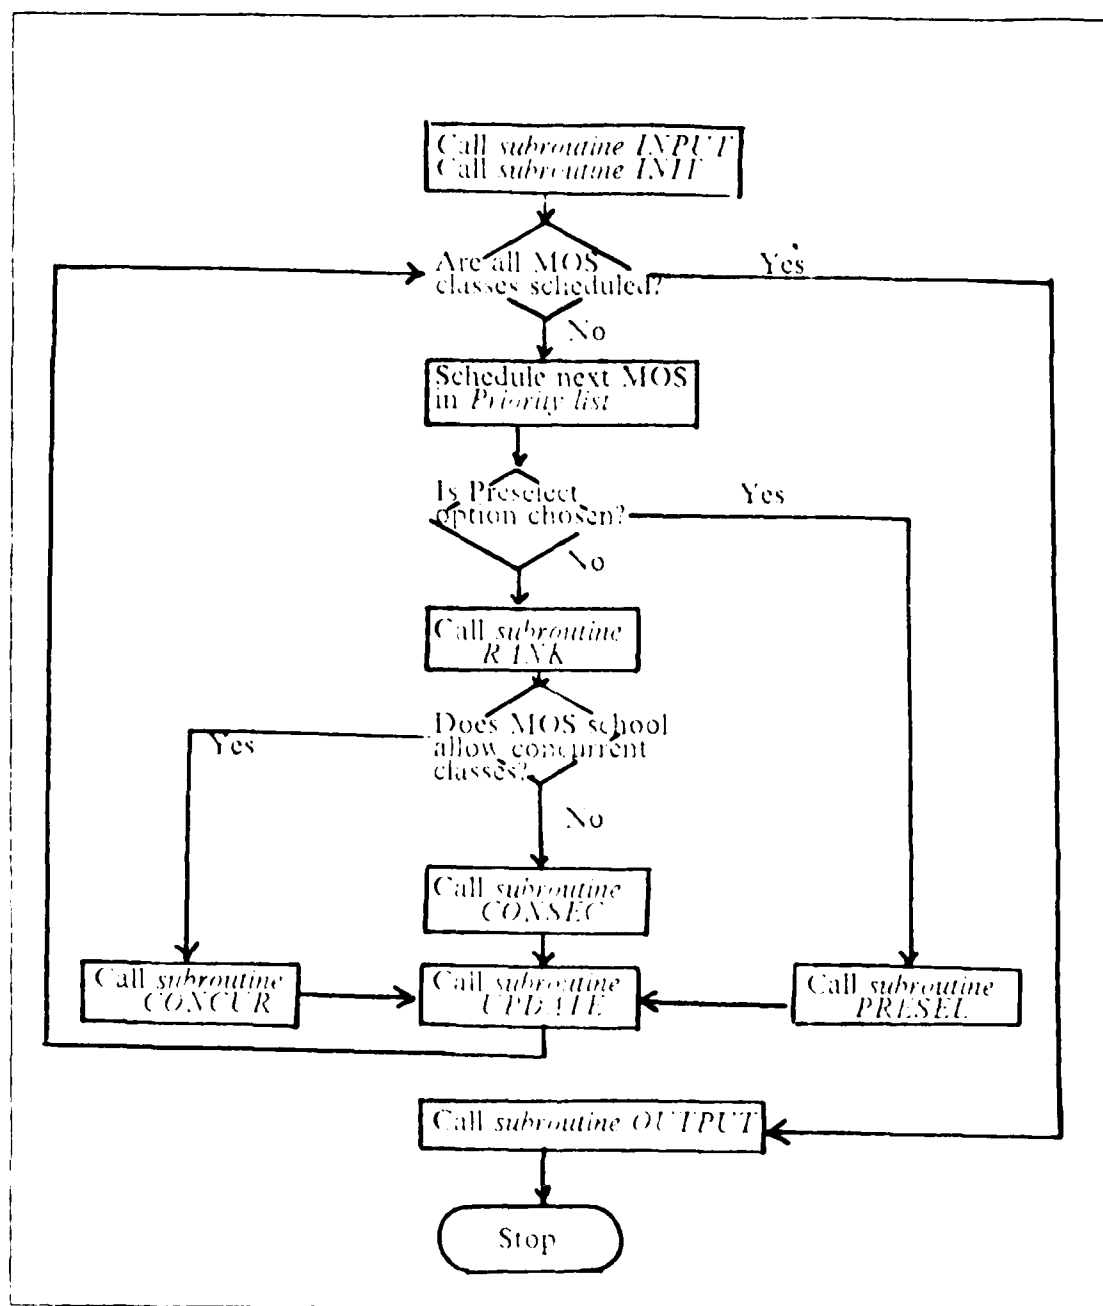 Call subroutine INPUT
Call subroutine INIT
Are all MOS
classes scheduled?
Yes
No
Schedule next MOS
in Priority list
Is Preselect
option chosen?
Yes
No
Call subroutine
RANK
Does MOS school
allow concurrent
classes?
Yes
No
Call subroutine
CONSEC
Call subroutine
CONCUR
Call subroutine
UPDATE
Call subroutine
PRESEL
Call subroutine OUTPUT
Stop